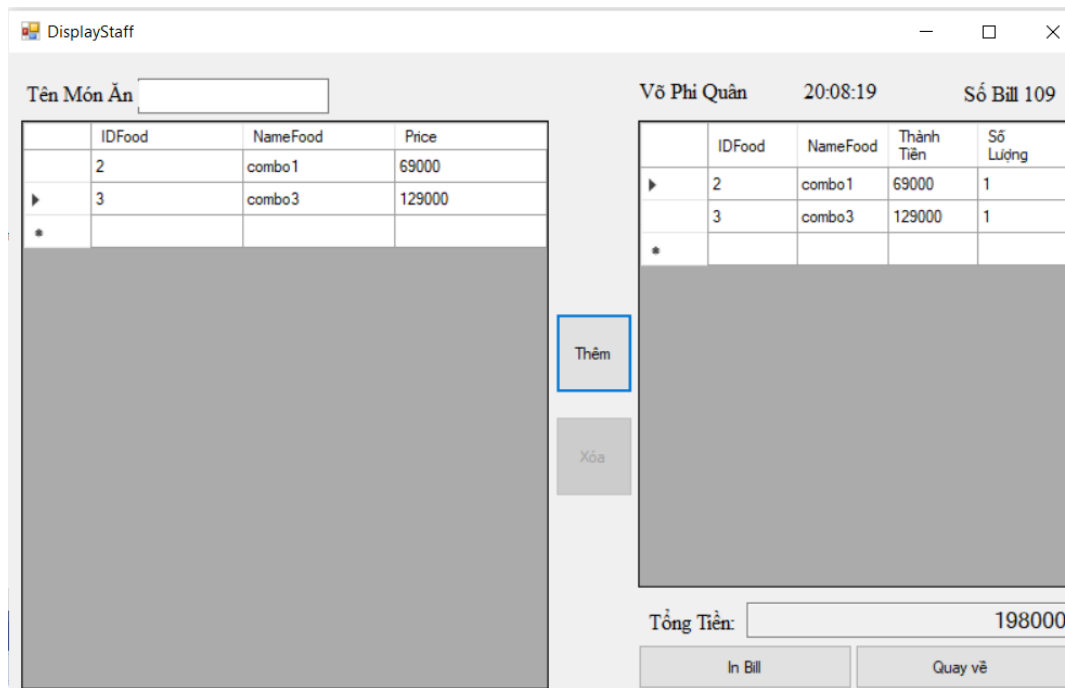 DisplayStaff
Tên Món Ăn
Võ Phi Quân 20:08:19 Số Bill 109
IDFood NameFood Price
2 combo1 69000
3 combo3 129000
IDFood NameFood Thành Tiền Số Lượng
2 combo1 69000 1
3 combo3 129000 1
Thêm
Xóa
Tổng Tiền: 198000
In Bill Quay về